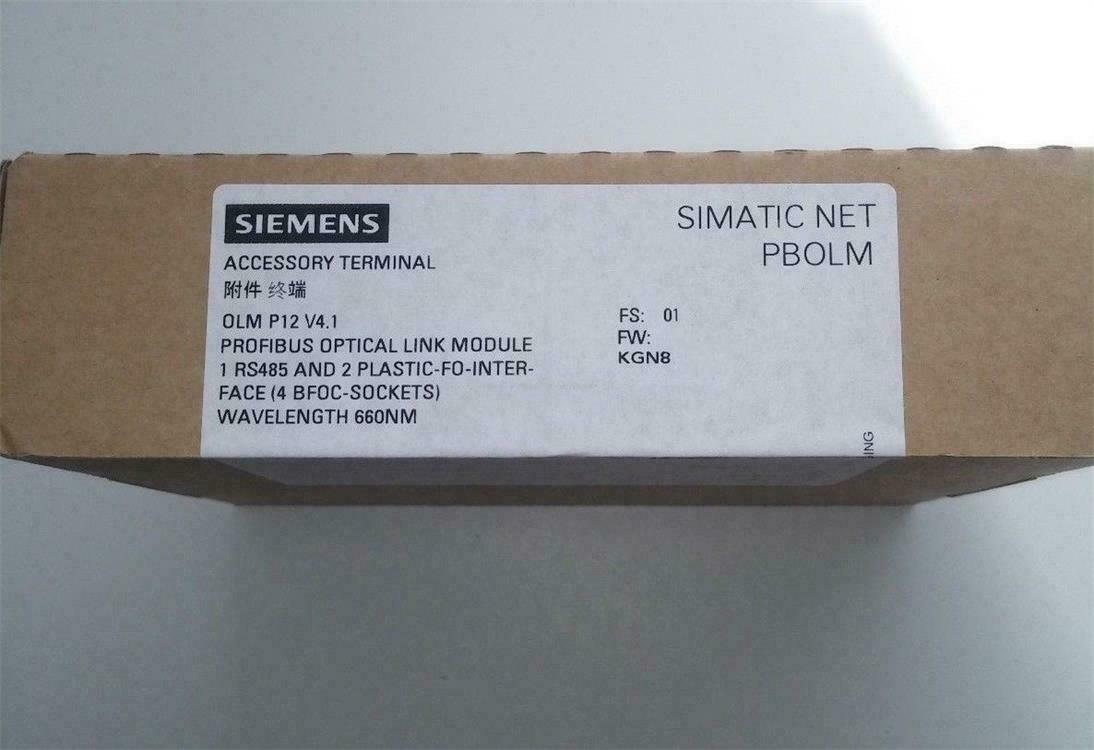 SIEMENS
SIMATIC NET
PBOLM
ACCESSORY TERMINAL
附件 终端
OLM P12 V4.1
PROFIBUS OPTICAL LINK MODULE
1 RS485 AND 2 PLASTIC-FO-INTER-
FACE (4 BFOC-SOCKETS)
WAVELENGTH 660NM
FS: 01
FW:
KGN8